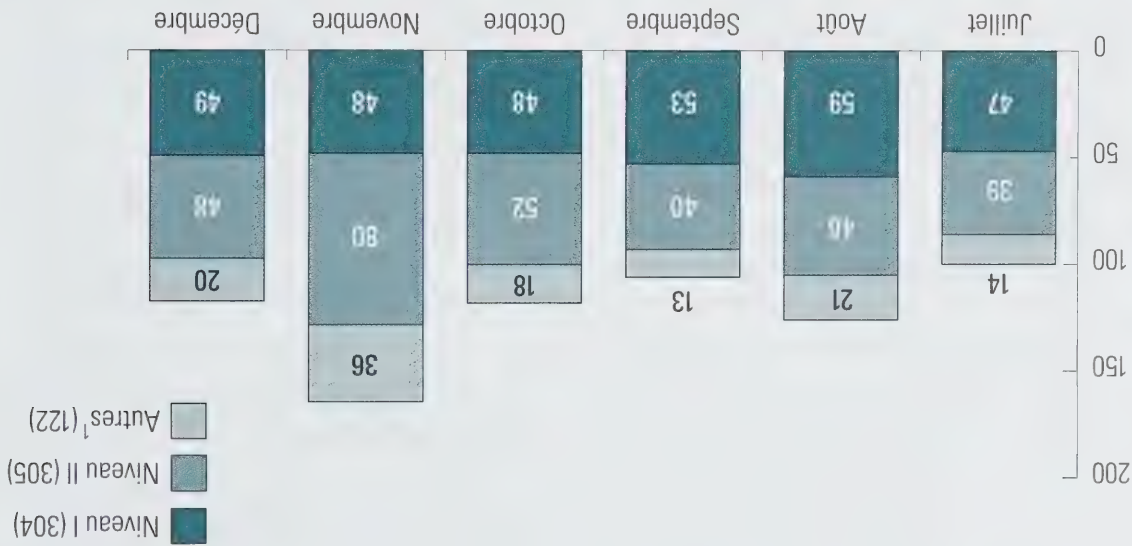 Niveau I (304)
Niveau II (305)
Autres¹ (122)
200
150
36
100
14 21 13 18 20
39 46 40 52 80 48
50
47 59 53 48 48 49
0
Juillet Août Septembre Octobre Novembre Décembre